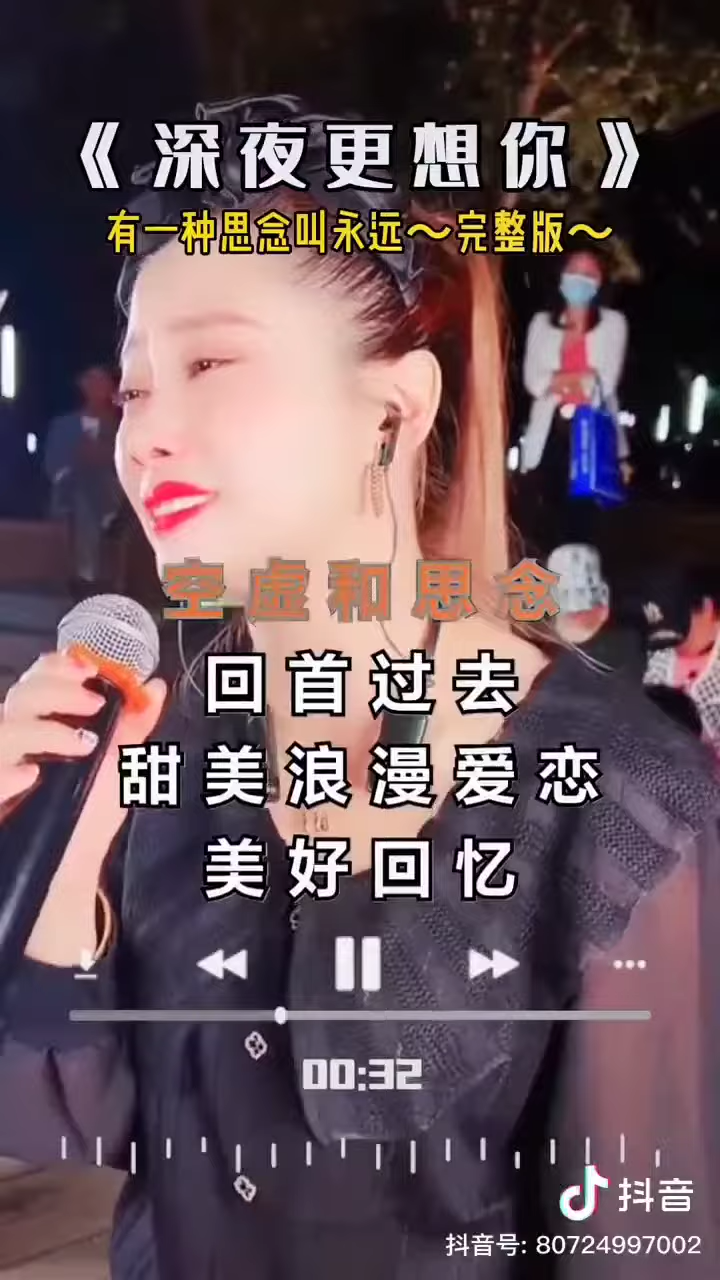 《深夜更想你》
有一种思念叫永远～完整版～
空虚和思念
回首过去
甜美浪漫爱恋
美好回忆
00:32
抖音
抖音号: 80724997002